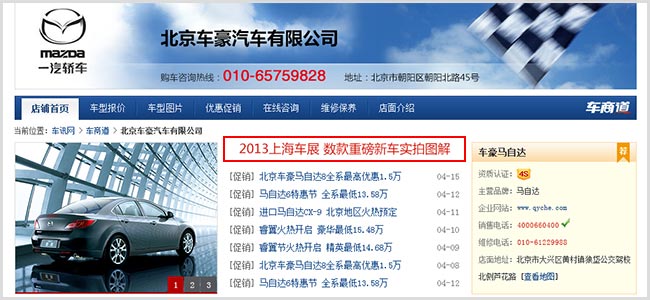 mazda
一汽轿车
北京车豪汽车有限公司
购车咨询热线：010-65759828 地址：北京市朝阳区朝阳北路45号
店铺首页 车型报价 车型图片 优惠促销 在线咨询 维修保养 店面介绍 车商道
当前位置：车讯网 > 车商道 > 北京车豪汽车有限公司
2013上海车展 数款重磅新车实拍图解
[促销] 北京车豪马自达8全系最高优惠1.5万 04-15
[促销] 马自达6特惠节 全系最低13.58万 04-12
[促销] 进口马自达CX-9 北京地区火热预定 04-11
[促销] 睿翼火热开启 豪华最低15.48万 04-10
[促销] 睿翼节火热开启 精英最低14.68万 04-09
[促销] 北京车豪马自达8全系最高优惠1.5万 04-08
[促销] 马自达6特惠节 全系最低13.58万 04-12
1 2 3
车豪马自达
荐
资质认证：4S
主营品牌：马自达
企业网站：www.qyche.com
销售电话：4000660400
维修电话：010-61229988
店面地址：北京市大兴区黄村镇狼垡公交驾校
北侧芦花路 [查看地图]